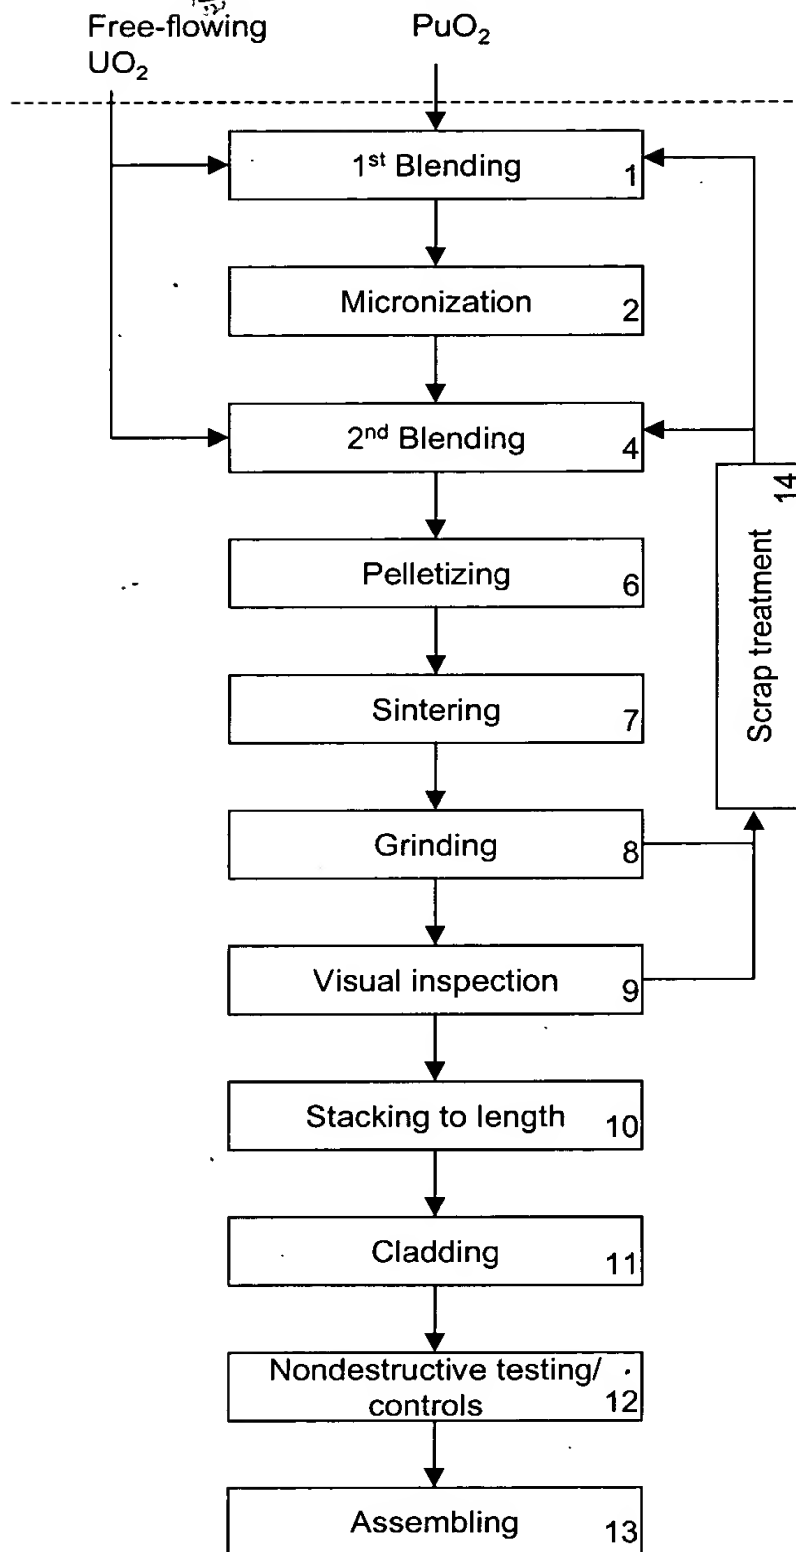 Free-flowing
UO₂
PuO₂
1st Blending
1
Micronization
2
2nd Blending
4
Pelletizing
6
Sintering
7
Grinding
8
Visual inspection
9
Stacking to length
10
Cladding
11
Nondestructive testing/
controls
12
Assembling
13
Scrap treatment
14